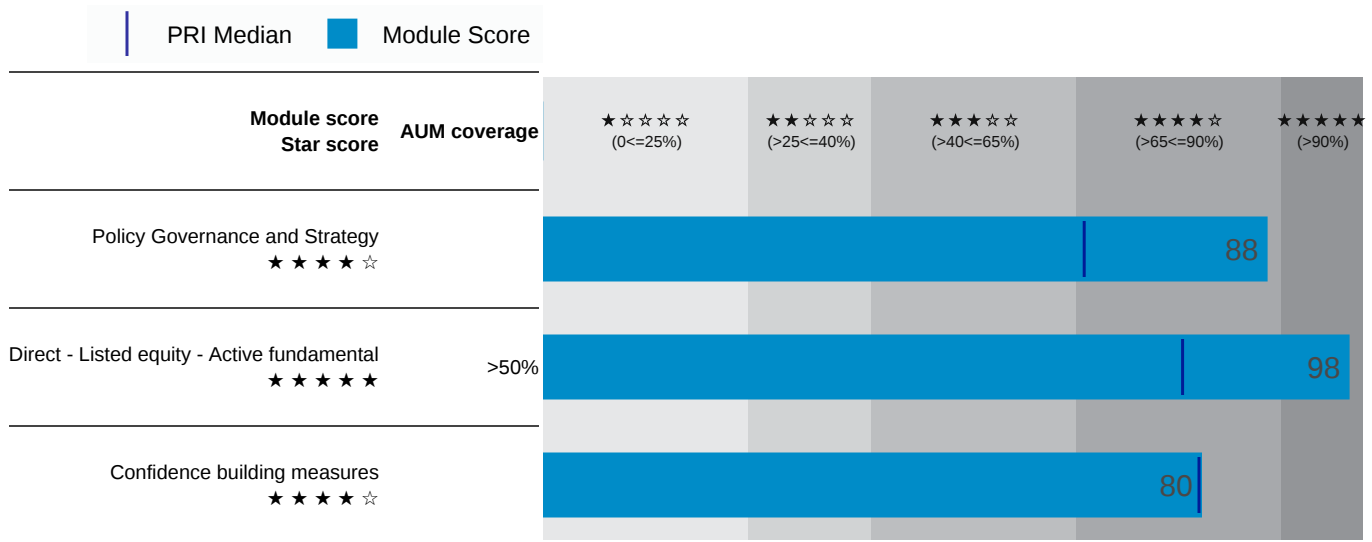 PRI Median Module Score
Module score
Star score
AUM coverage
★☆☆☆☆ ★★☆☆☆ ★★★☆☆ ★★★★☆ ★★★★★
(0<=25%) (>25<=40%) (>40<=65%) (>65<=90%) (>90%)
Policy Governance and Strategy
★★★★☆
88
Direct - Listed equity - Active fundamental
★★★★★
>50%
98
Confidence building measures
★★★★☆
80